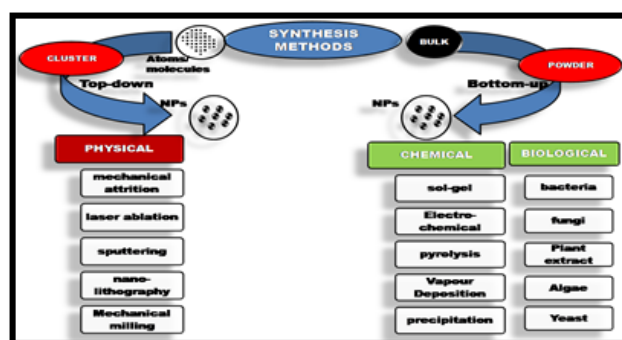 SYNTHESIS
METHODS
BULK
CLUSTER
Atoms/
molecules
POWDER
Top-down
Bottom-up
NPs
NPs
PHYSICAL
CHEMICAL
BIOLOGICAL
mechanical
attrition
laser ablation
sputtering
nano-
lithography
Mechanical
milling
sol-gel
Electro-
chemical
pyrolysis
Vapour
Deposition
precipitation
bacteria
fungi
Plant
extract
Algae
Yeast